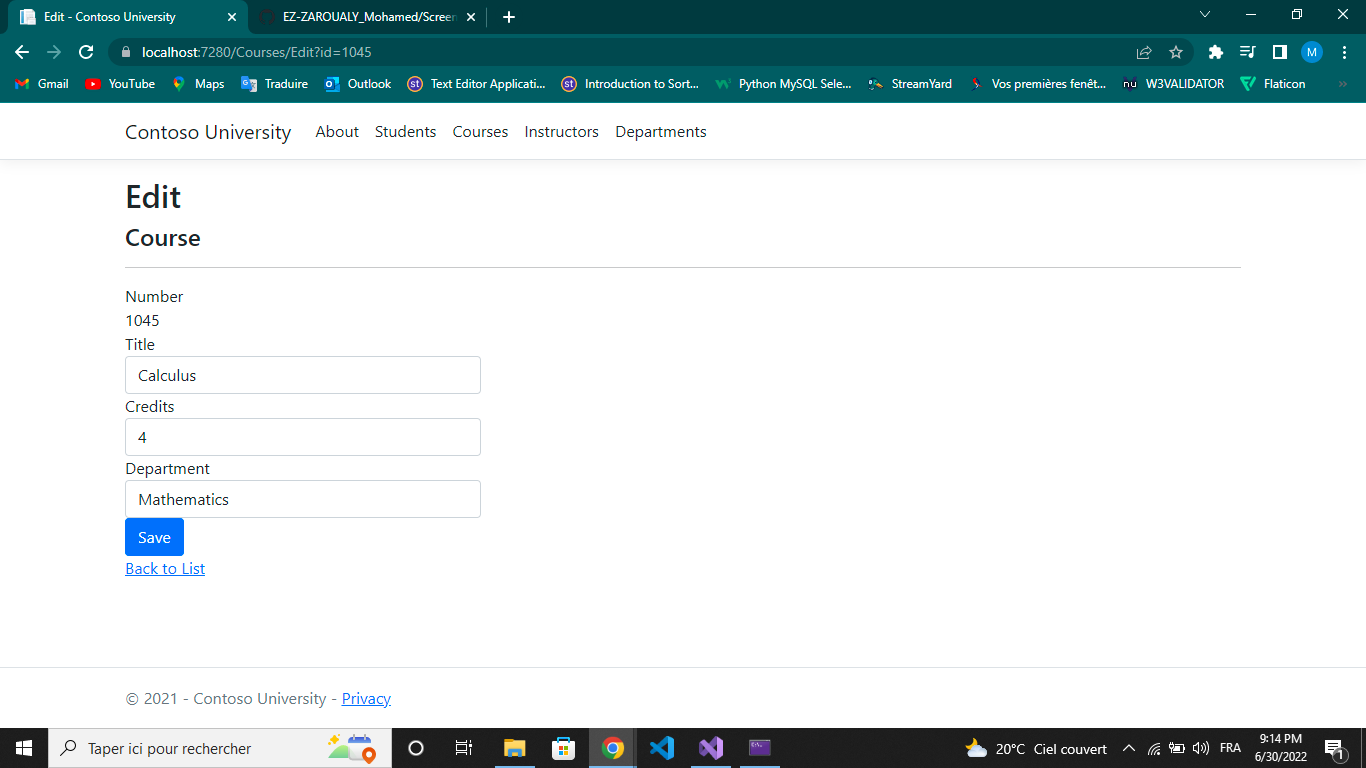 Edit - Contoso University
EZ-ZAROUALY_Mohamed/Screen
localhost:7280/Courses/Edit?id=1045
M
Gmail YouTube Maps Traduire Outlook Text Editor Applicati... Introduction to Sort... Python MySQL Sele... StreamYard Vos premières fenêt... W3VALIDATOR Flaticon »
Contoso University About Students Courses Instructors Departments
Edit
Course
Number
1045
Title
Calculus
Credits
4
Department
Mathematics
Save
Back to List
© 2021 - Contoso University - Privacy
Taper ici pour rechercher
20°C Ciel couvert
FRA
9:14 PM
6/30/2022
1